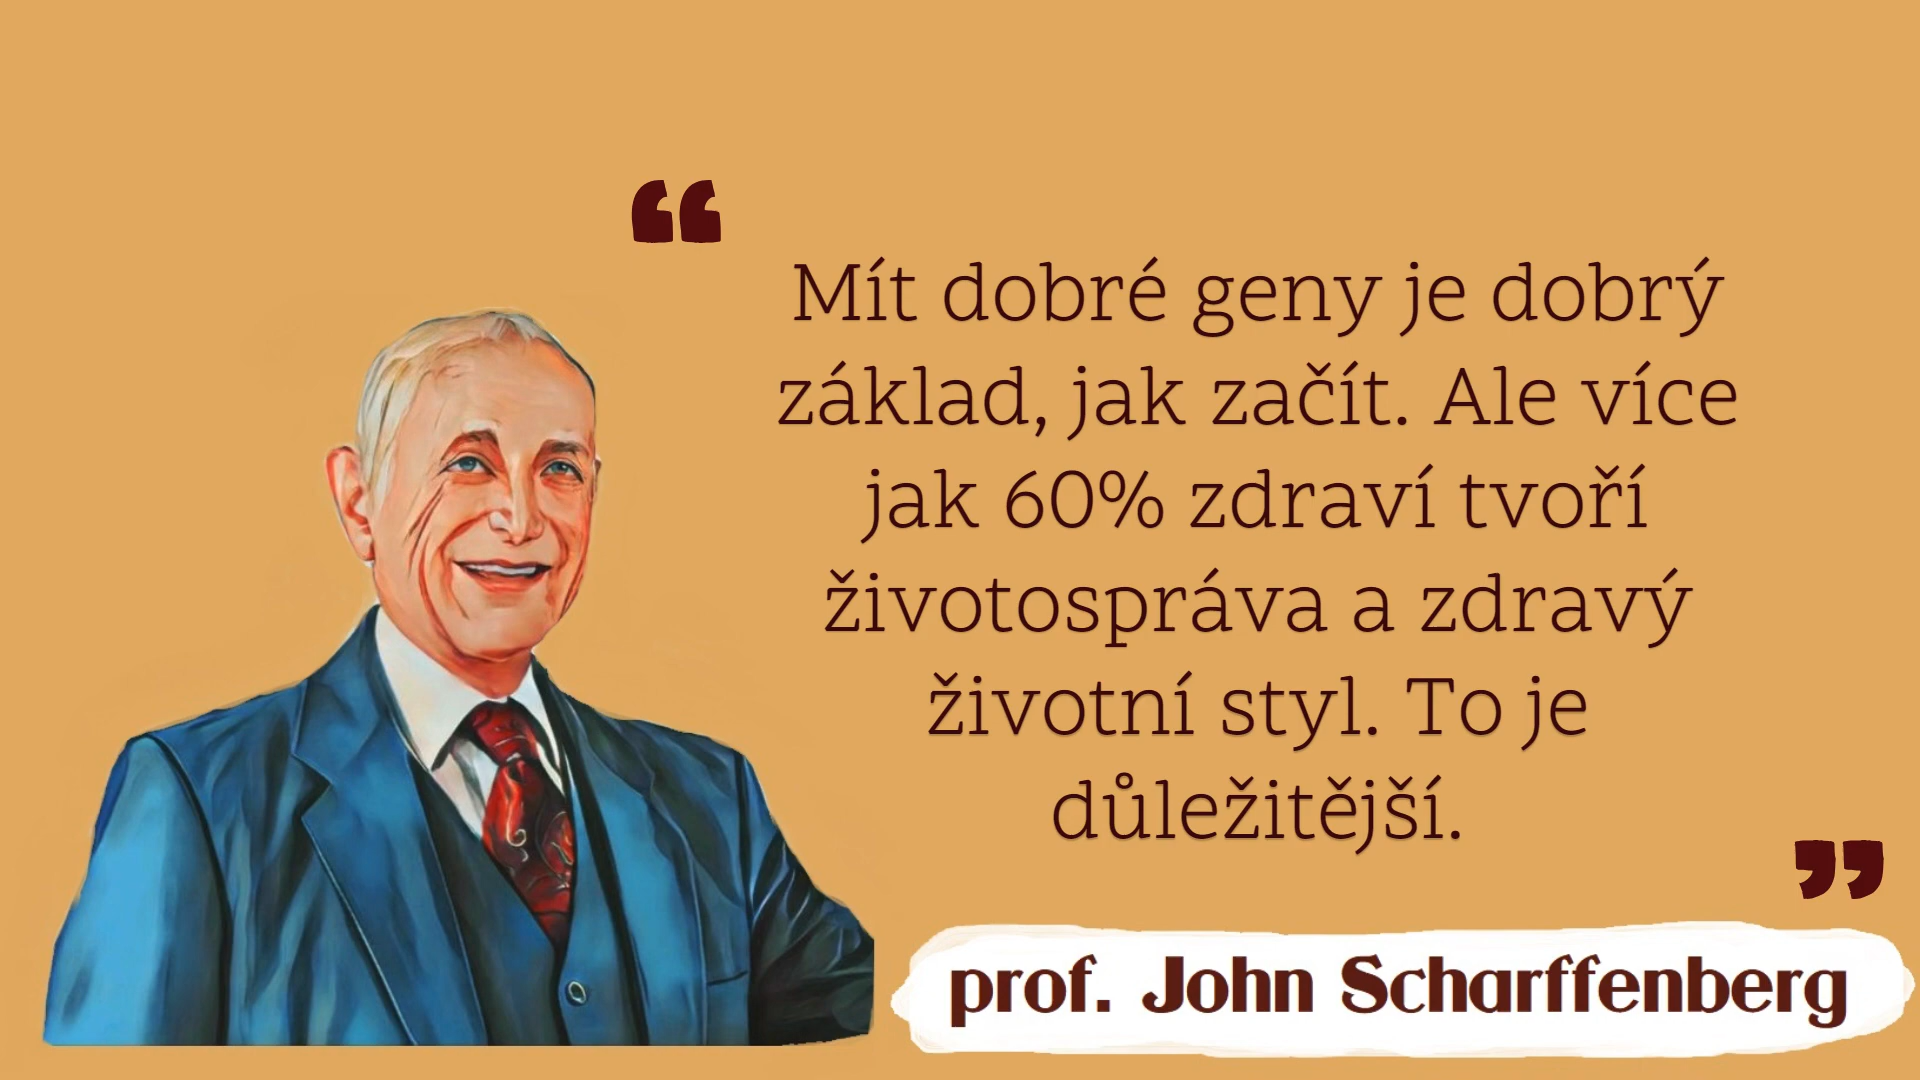 “
Mít dobré geny je dobrý
základ, jak začít. Ale více
jak 60% zdraví tvoří
životospráva a zdravý
životní styl. To je
důležitější.
”
prof. John Scharffenberg